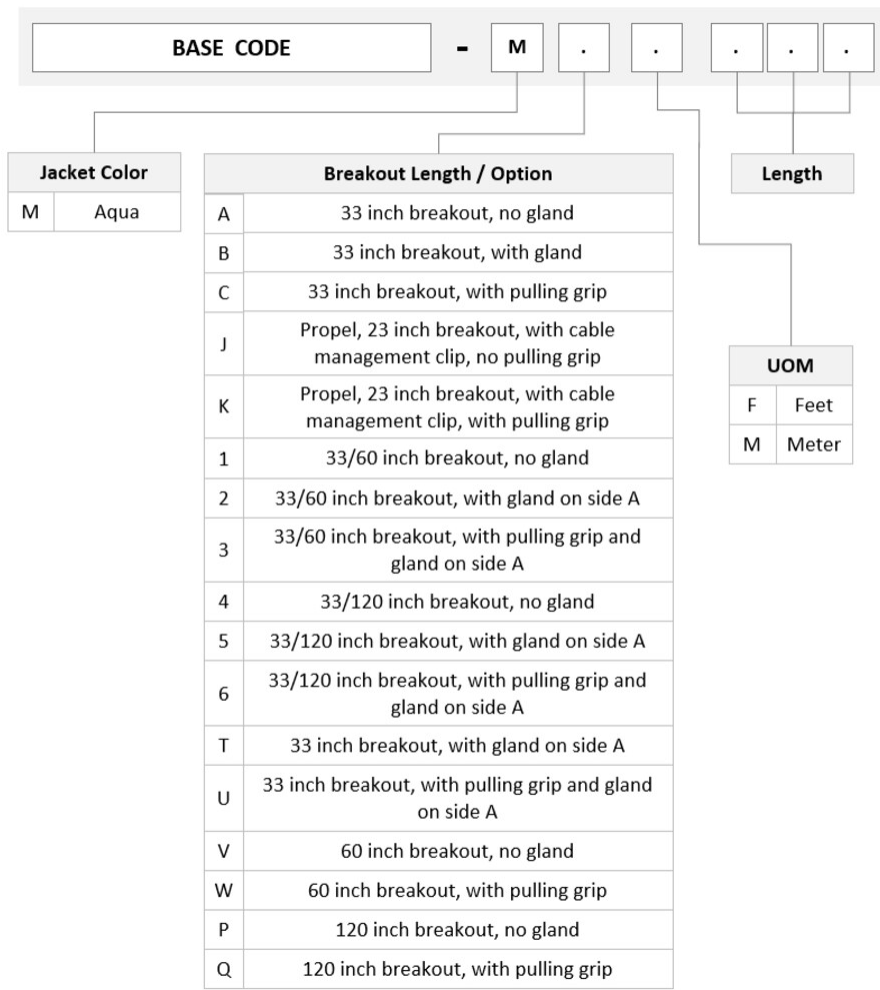 BASE CODE - M . . . . .
Jacket Color
M Aqua
Breakout Length / Option
A 33 inch breakout, no gland
B 33 inch breakout, with gland
C 33 inch breakout, with pulling grip
J Propel, 23 inch breakout, with cable
management clip, no pulling grip
K Propel, 23 inch breakout, with cable
management clip, with pulling grip
1 33/60 inch breakout, no gland
2 33/60 inch breakout, with gland on side A
3 33/60 inch breakout, with pulling grip and
gland on side A
4 33/120 inch breakout, no gland
5 33/120 inch breakout, with gland on side A
6 33/120 inch breakout, with pulling grip and
gland on side A
T 33 inch breakout, with gland on side A
U 33 inch breakout, with pulling grip and gland
on side A
V 60 inch breakout, no gland
W 60 inch breakout, with pulling grip
P 120 inch breakout, no gland
Q 120 inch breakout, with pulling grip
Length
UOM
F Feet
M Meter